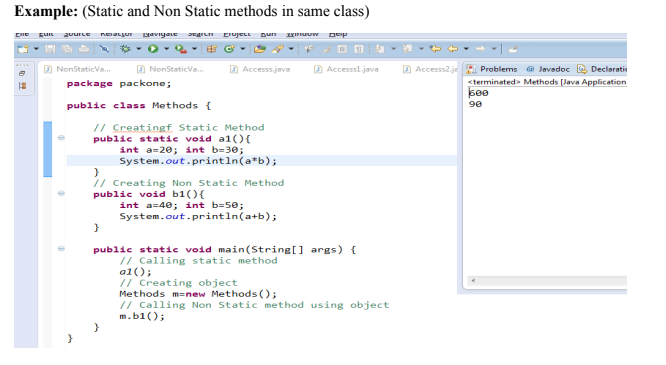 Example: (Static and Non Static methods in same class)
File Edit Source Refactor Navigate Search Project Run Window Help
NonStaticVa... NonStaticVa... Accesss.java Accesss1.java Accesss2.ja
Problems @ Javadoc Declaratio
<terminated> Methods [Java Application
600
90
package packone;
public class Methods {
// Creatingf Static Method
public static void a1(){
int a=20; int b=30;
System.out.println(a*b);
}
// Creating Non Static Method
public void b1(){
int a=40; int b=50;
System.out.println(a+b);
}
public static void main(String[] args) {
// Calling static method
a1();
// Creating object
Methods m=new Methods();
// Calling Non Static method using object
m.b1();
}
}